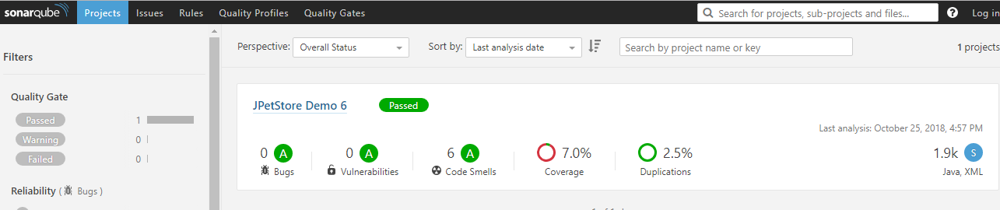 sonarqube Projects Issues Rules Quality Profiles Quality Gates Search for projects, sub-projects and files... ? Log in
Filters
Quality Gate
Passed 1
Warning 0
Failed 0
Reliability ( Bugs )
Perspective: Overall Status Sort by: Last analysis date Search by project name or key 1 projects
JPetStore Demo 6 Passed
Last analysis: October 25, 2018, 4:57 PM
0 A 0 A 6 A 7.0% 2.5% 1.9k S
Bugs Vulnerabilities Code Smells Coverage Duplications Java, XML